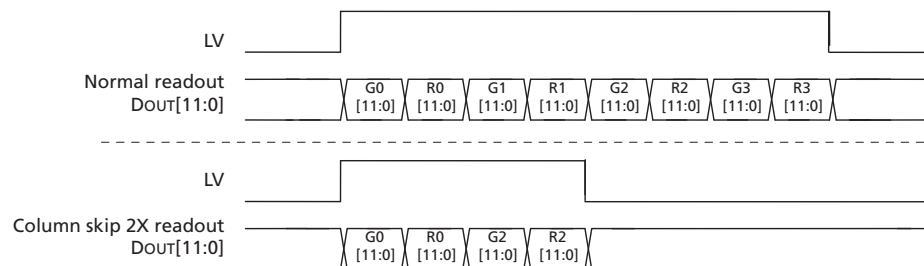 LV
Normal readout
DOUT[11:0]
G0 R0 G1 R1 G2 R2 G3 R3
[11:0] [11:0] [11:0] [11:0] [11:0] [11:0] [11:0] [11:0]
LV
Column skip 2X readout
DOUT[11:0]
G0 R0 G2 R2
[11:0] [11:0] [11:0] [11:0]